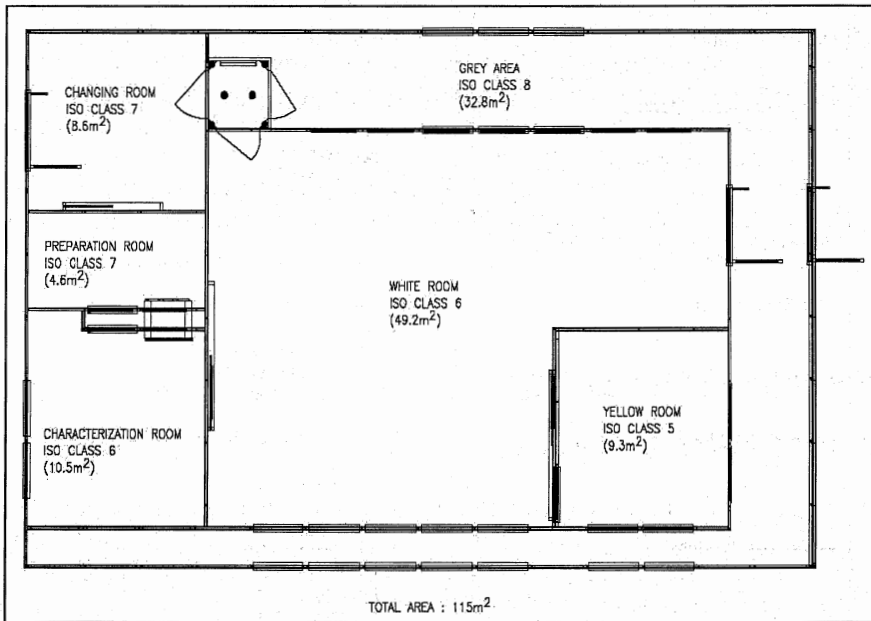 CHANGING ROOM
ISO CLASS 7
(8.6m²)
GREY AREA
ISO CLASS 8
(32.8m²)
PREPARATION ROOM
ISO CLASS 7
(4.6m²)
WHITE ROOM
ISO CLASS 6
(49.2m²)
CHARACTERIZATION ROOM
ISO CLASS 6
(10.5m²)
YELLOW ROOM
ISO CLASS 5
(9.3m²)
TOTAL AREA : 115m²